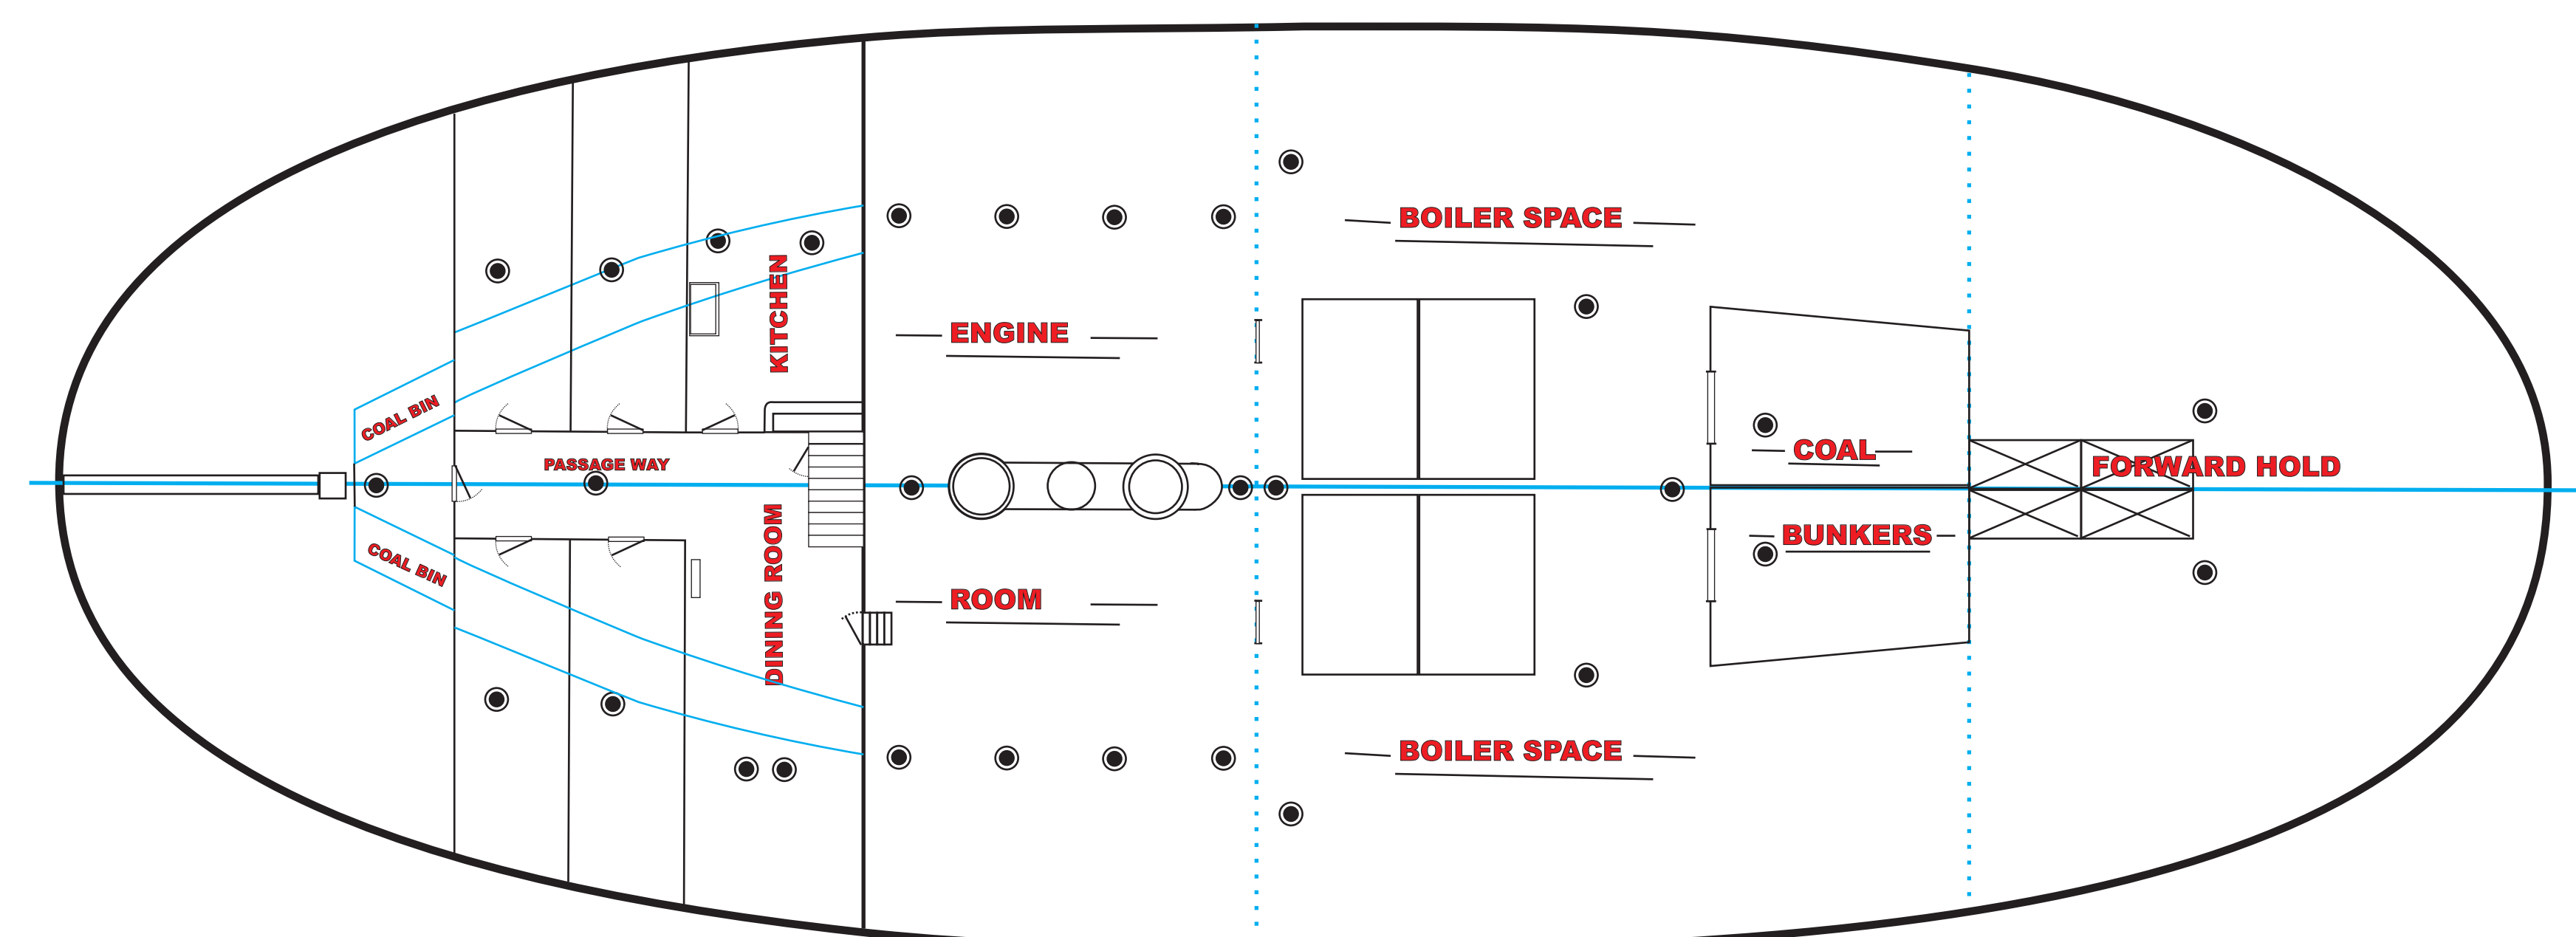 COAL BIN
COAL BIN
PASSAGE WAY
KITCHEN
DINING ROOM
ENGINE
ROOM
BOILER SPACE
BOILER SPACE
COAL
BUNKERS
FORWARD HOLD